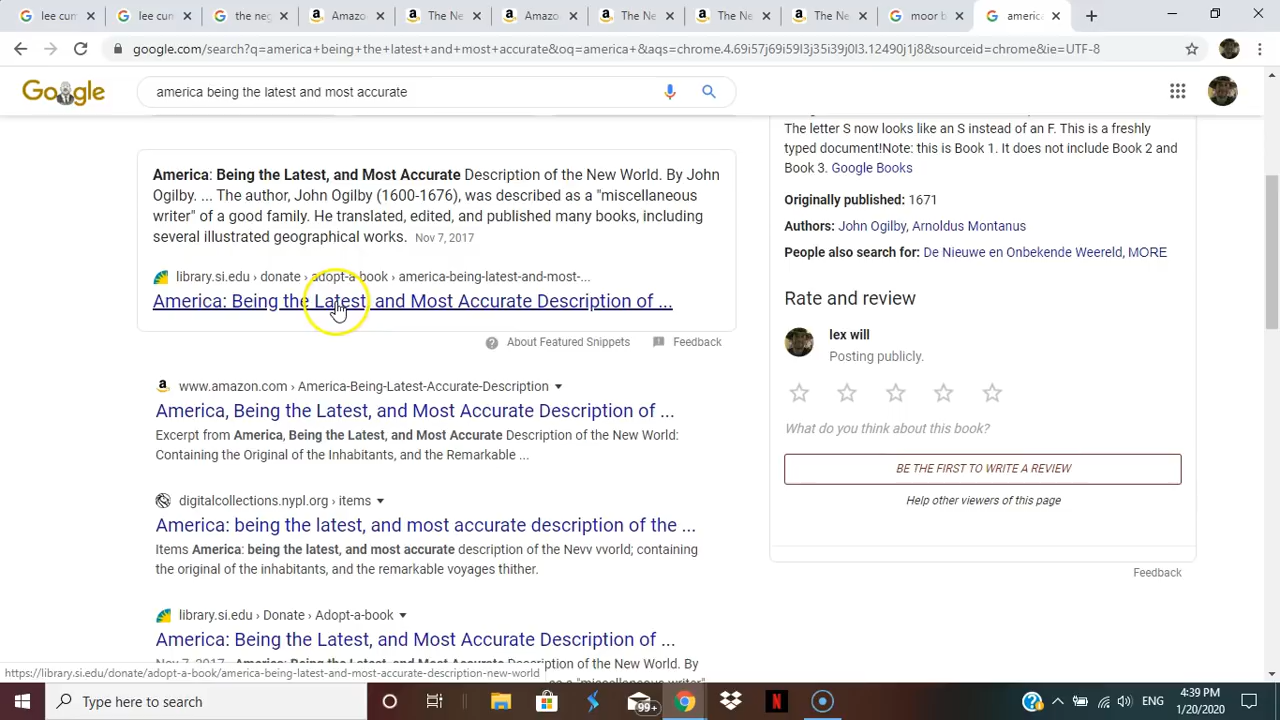 lee cum
lee cum
the neg
Amazo
The Ne
Amazo
The Ne
The Ne
The Ne
moor b
americ
google.com/search?q=america+being+the+latest+and+most+accurate&oq=america+&aqs=chrome.4.69i57j69i59l3j35i39j0l3.12490j1j8&sourceid=chrome&ie=UTF-8
Google
america being the latest and most accurate
America: Being the Latest, and Most Accurate Description of the New World. By John
Ogilby. ... The author, John Ogilby (1600-1676), was described as a "miscellaneous
writer" of a good family. He translated, edited, and published many books, including
several illustrated geographical works. Nov 7, 2017
library.si.edu › donate › adopt-a-book › america-being-latest-and-most-...
America: Being the Latest, and Most Accurate Description of ...
About Featured Snippets
Feedback
www.amazon.com › America-Being-Latest-Accurate-Description
America, Being the Latest, and Most Accurate Description of ...
Excerpt from America, Being the Latest, and Most Accurate Description of the New World:
Containing the Original of the Inhabitants, and the Remarkable ...
digitalcollections.nypl.org › items
America: being the latest, and most accurate description of the ...
Items America: being the latest, and most accurate description of the Nevv vvorld; containing
the original of the inhabitants, and the remarkable voyages thither.
library.si.edu › Donate › Adopt-a-book
America: Being the Latest, and Most Accurate Description of ...
The letter S now looks like an S instead of an F. This is a freshly
typed document!Note: this is Book 1. It does not include Book 2 and
Book 3. Google Books
Originally published: 1671
Authors: John Ogilby, Arnoldus Montanus
People also search for: De Nieuwe en Onbekende Weereld, MORE
Rate and review
lex will
Posting publicly.
What do you think about this book?
BE THE FIRST TO WRITE A REVIEW
Help other viewers of this page
Feedback
https://library.si.edu/donate/adopt-a-book/america-being-latest-and-most-accurate-description-new-world
Type here to search
99+
ENG
4:39 PM
1/20/2020